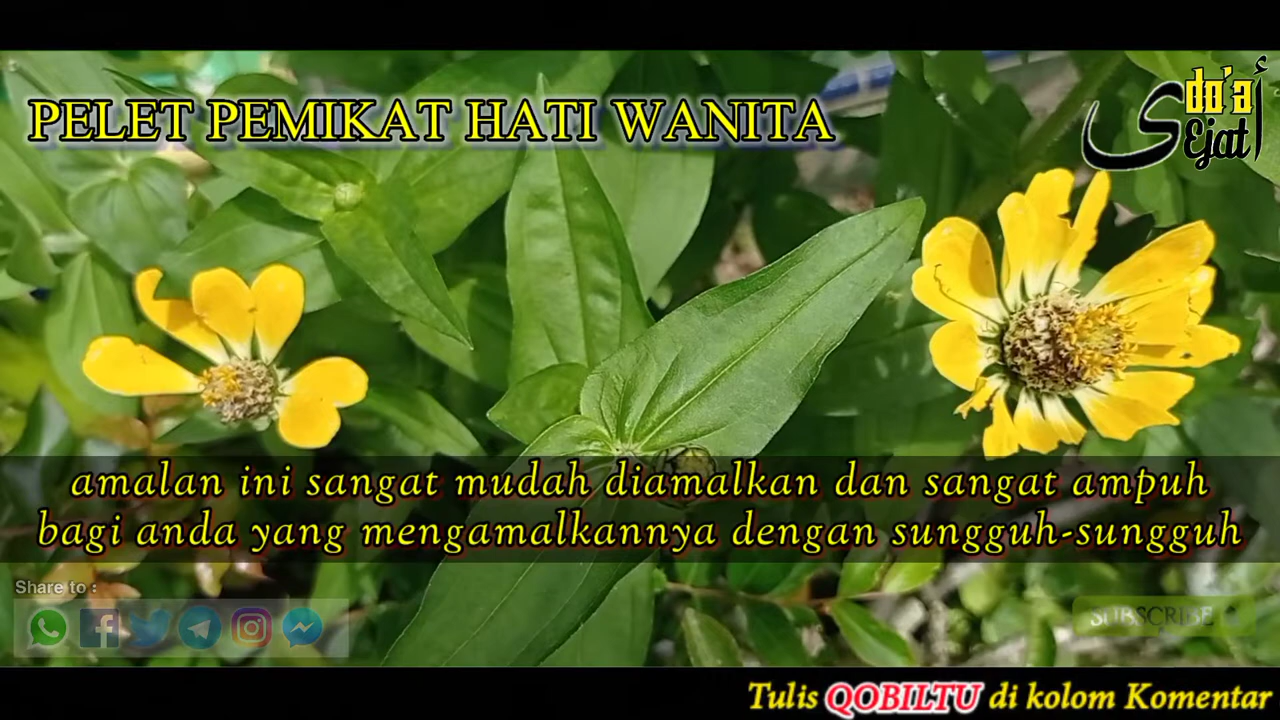 PELET PEMIKAT HATI WANITA
do'a
Ejati
amalan ini sangat mudah diamalkan dan sangat ampuh
bagi anda yang mengamalkannya dengan sungguh-sungguh
Share to :
SUBSCRIBE
Tulis QOBILTU di kolom Komentar